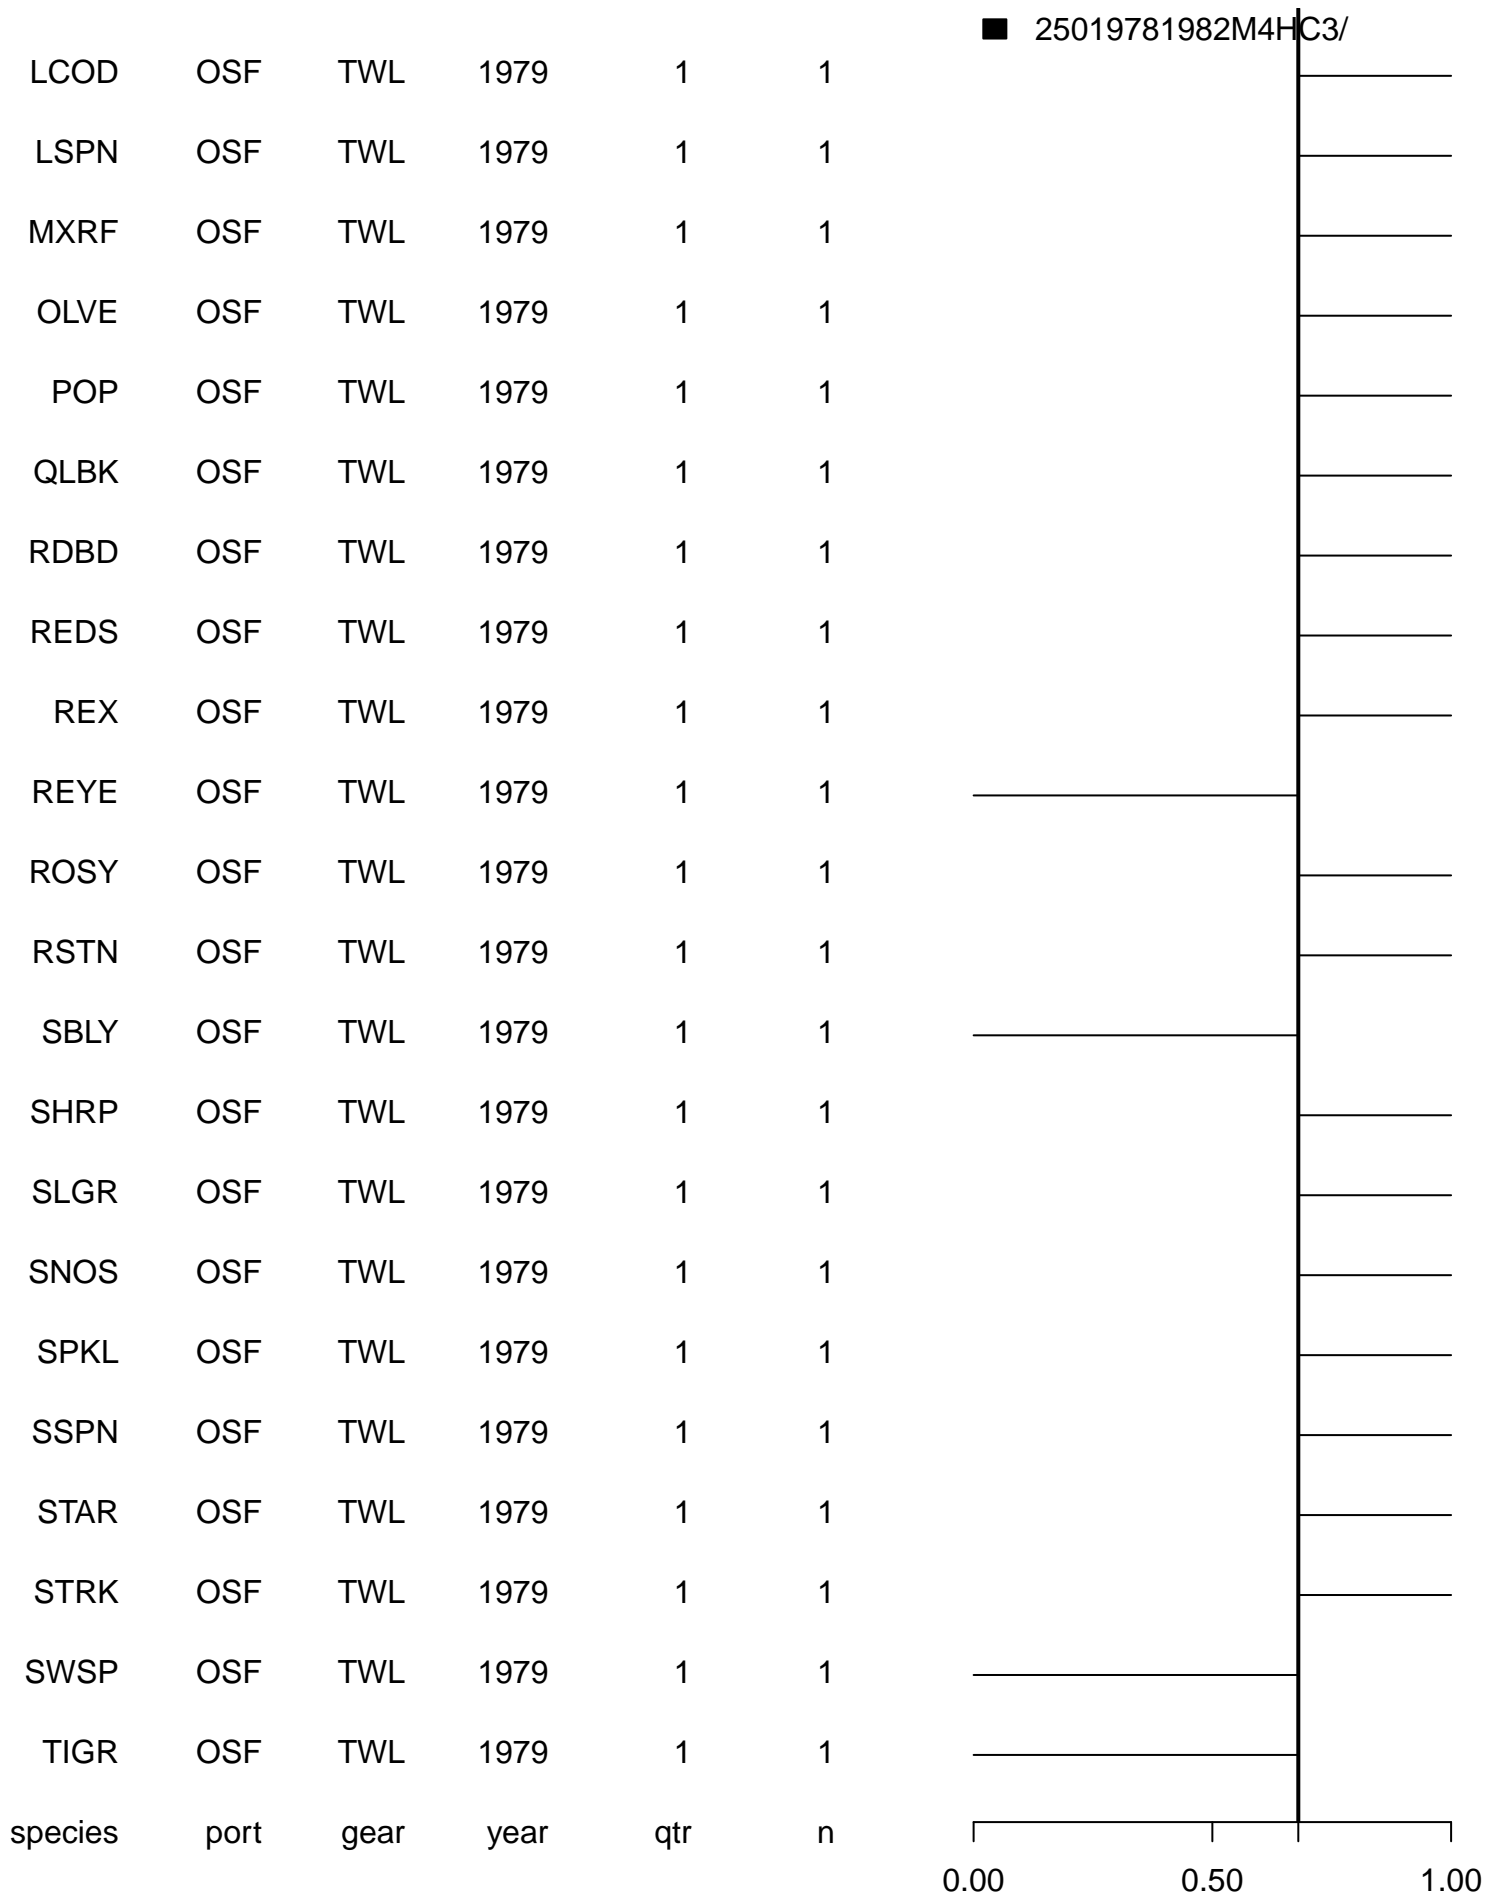 25019781982M4HC3/
LCOD OSF TWL 1979 1 1
LSPN OSF TWL 1979 1 1
MXRF OSF TWL 1979 1 1
OLVE OSF TWL 1979 1 1
POP OSF TWL 1979 1 1
QLBK OSF TWL 1979 1 1
RDBD OSF TWL 1979 1 1
REDS OSF TWL 1979 1 1
REX OSF TWL 1979 1 1
REYE OSF TWL 1979 1 1
ROSY OSF TWL 1979 1 1
RSTN OSF TWL 1979 1 1
SBLY OSF TWL 1979 1 1
SHRP OSF TWL 1979 1 1
SLGR OSF TWL 1979 1 1
SNOS OSF TWL 1979 1 1
SPKL OSF TWL 1979 1 1
SSPN OSF TWL 1979 1 1
STAR OSF TWL 1979 1 1
STRK OSF TWL 1979 1 1
SWSP OSF TWL 1979 1 1
TIGR OSF TWL 1979 1 1
species port gear year qtr n
0.00 0.50 1.00